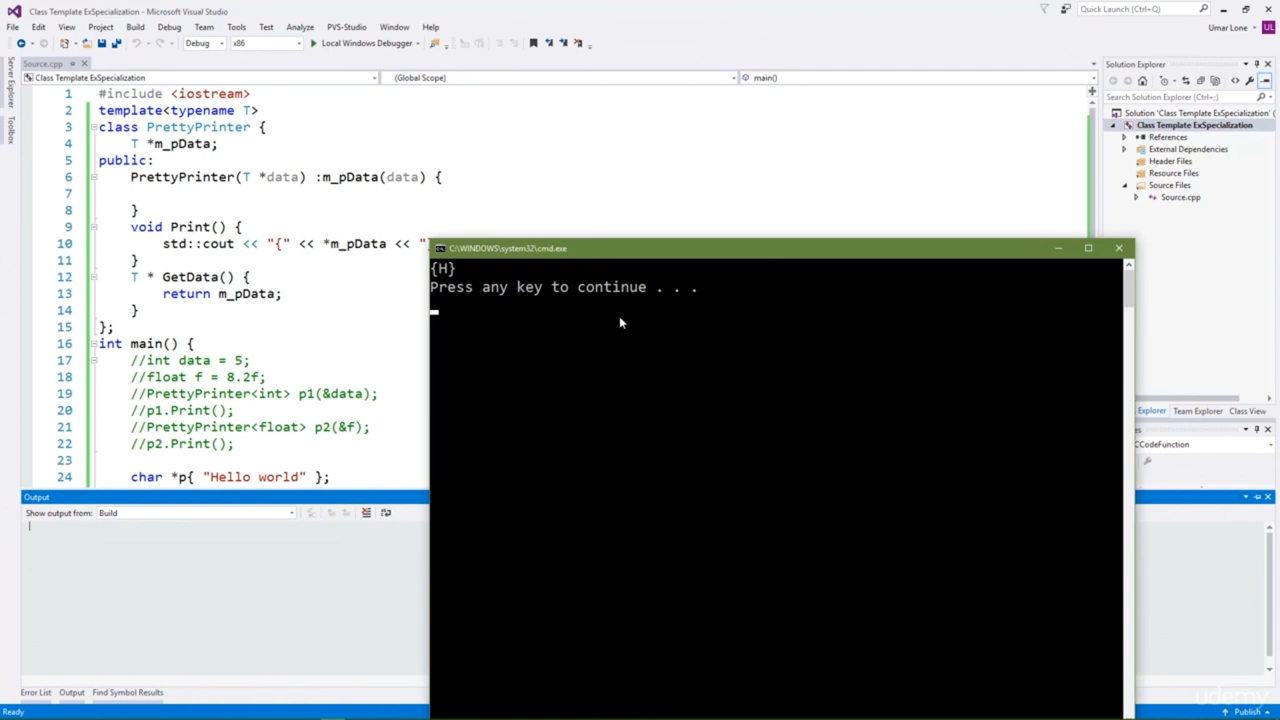 Class Template ExSpecialization - Microsoft Visual Studio
Quick Launch (Ctrl+Q)
File Edit View Project Build Debug Team Tools Test Analyze PVS-Studio Window Help
Umar Lone UL
Debug x86 Local Windows Debugger
Server Explorer
Toolbox
Source.cpp
Class Template ExSpecialization (Global Scope) main()
1 #include <iostream>
2 template<typename T>
3 class PrettyPrinter {
4 T *m_pData;
5 public:
6 PrettyPrinter(T *data) :m_pData(data) {
7
8 }
9 void Print() {
10 std::cout << "{" << *m_pData << "
11 }
12 T * GetData() {
13 return m_pData;
14 }
15 };
16 int main() {
17 //int data = 5;
18 //float f = 8.2f;
19 //PrettyPrinter<int> p1(&data);
20 //p1.Print();
21 //PrettyPrinter<float> p2(&f);
22 //p2.Print();
23
24 char *p{ "Hello world" };
C:\WINDOWS\system32\cmd.exe
{H}
Press any key to continue . . .
Solution Explorer
Search Solution Explorer (Ctrl+;)
Solution 'Class Template ExSpecialization' (
Class Template ExSpecialization
References
External Dependencies
Header Files
Resource Files
Source Files
Source.cpp
Explorer Team Explorer Class View
es
CCodeFunction
Output
Show output from: Build
Error List Output Find Symbol Results
Ready
Publish
udemy